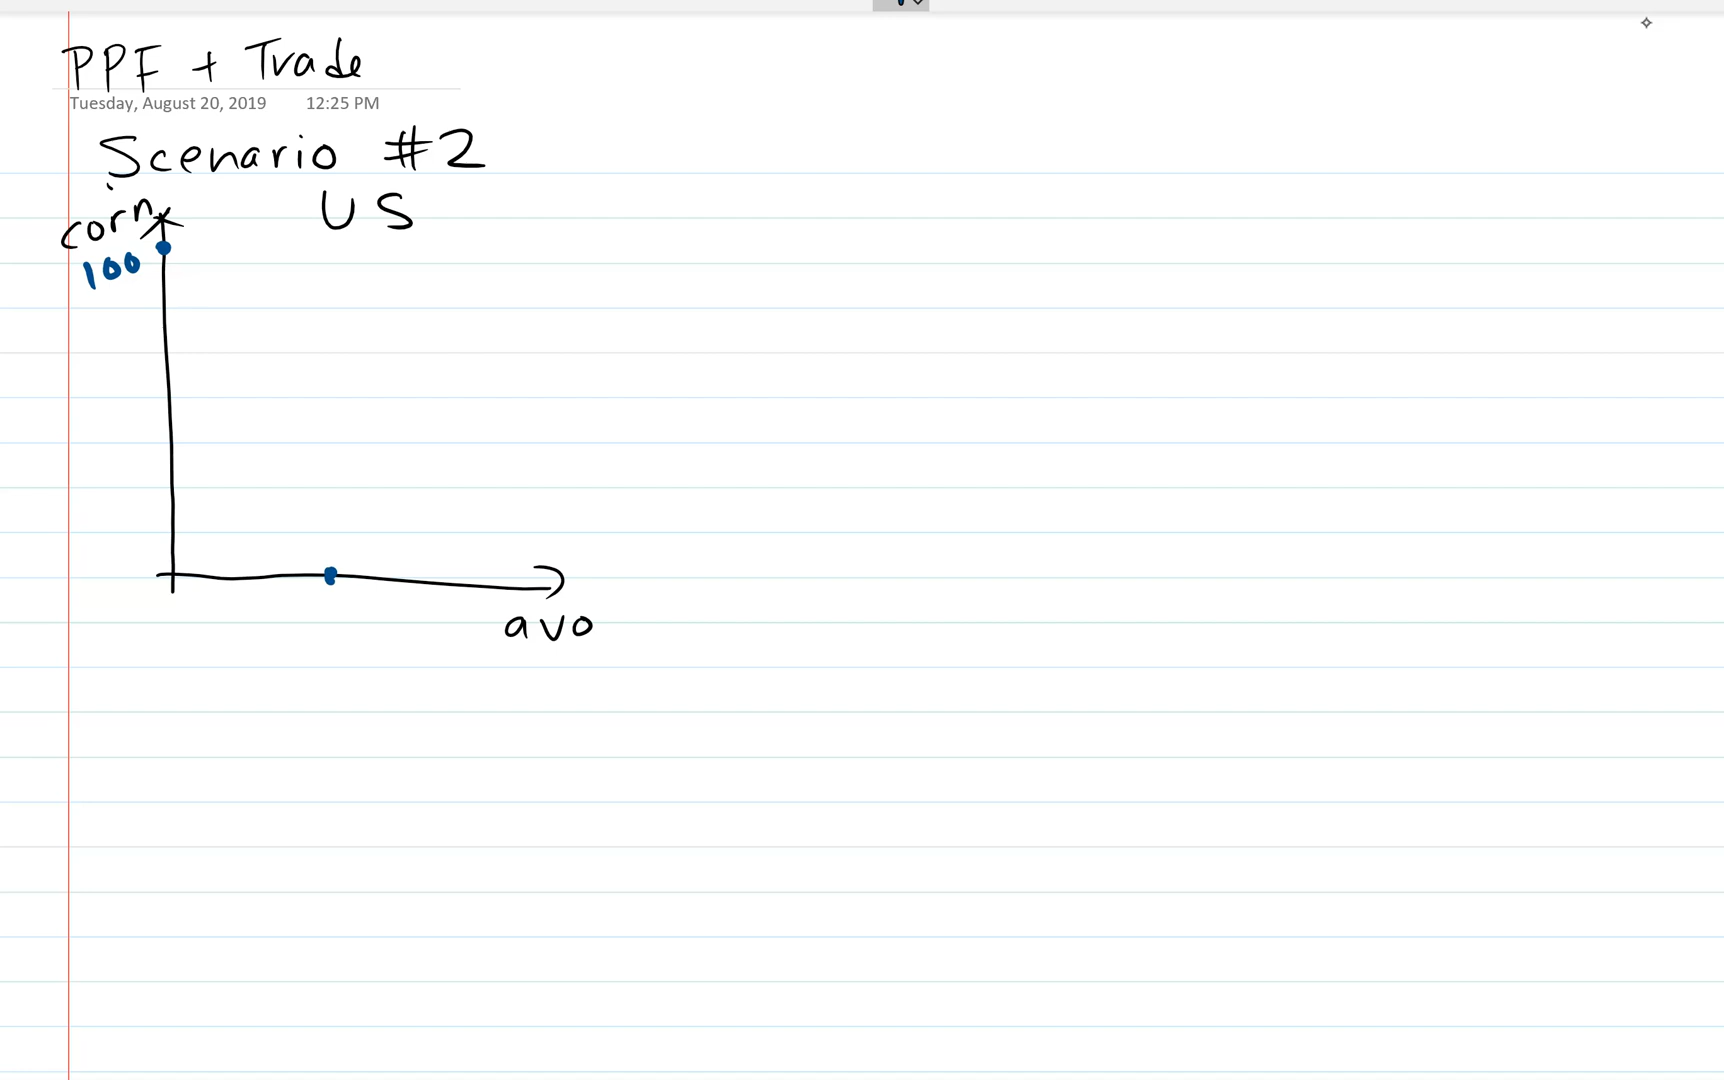 PPF + Trade
Tuesday, August 20, 2019 12:25 PM
Scenario #2
US
corn
100
avo